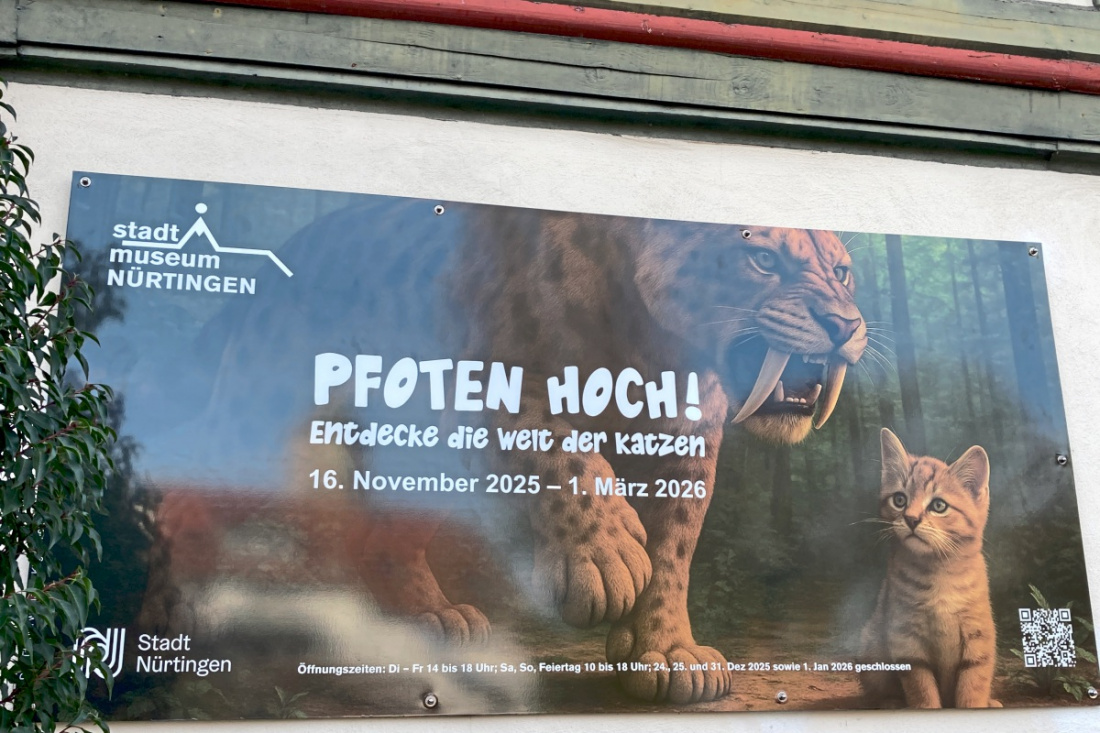 stadt
museum
NÜRTINGEN
PFOTEN HOCH!
Entdecke die Welt der Katzen
16. November 2025 – 1. März 2026
Stadt
Nürtingen
Öffnungszeiten: Di – Fr 14 bis 18 Uhr; Sa, So, Feiertag 10 bis 18 Uhr; 24., 25. und 31. Dez 2025 sowie 1. Jan 2026 geschlossen